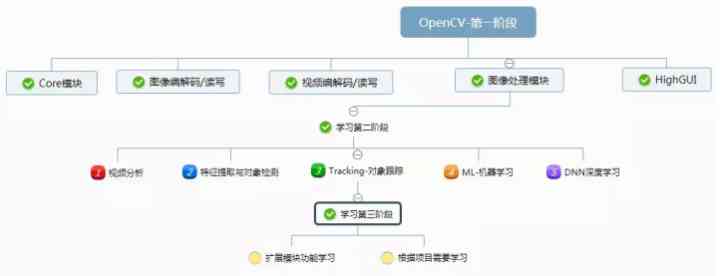 OpenCV-第一阶段
Core模块
图像编解码/读写
视频编解码/读写
图像处理模块
HighGUI
学习第二阶段
1 视频分析
2 特征提取与对象检测
3 Tracking-对象跟踪
4 ML-机器学习
5 DNN深度学习
学习第三阶段
扩展模块功能学习
根据项目需要学习